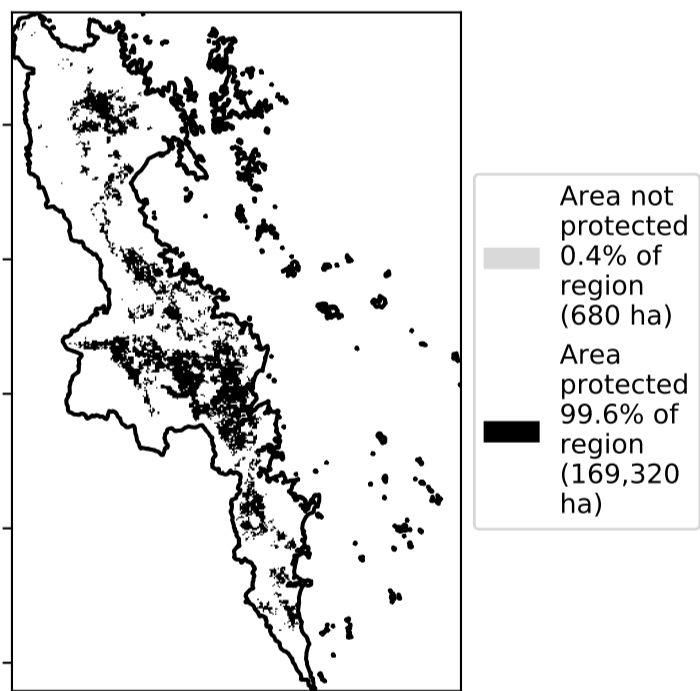 Area not
protected
0.4% of
region
(680 ha)
Area
protected
99.6% of
region
(169,320
ha)